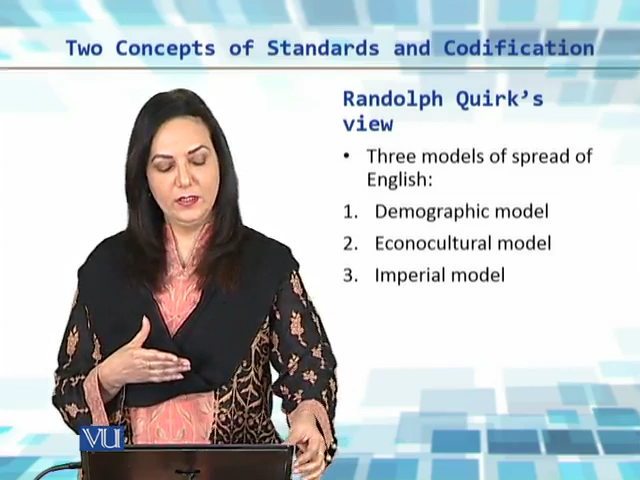 Two Concepts of Standards and Codification
Randolph Quirk's
view
• Three models of spread of
English:
1. Demographic model
2. Econocultural model
3. Imperial model
VU